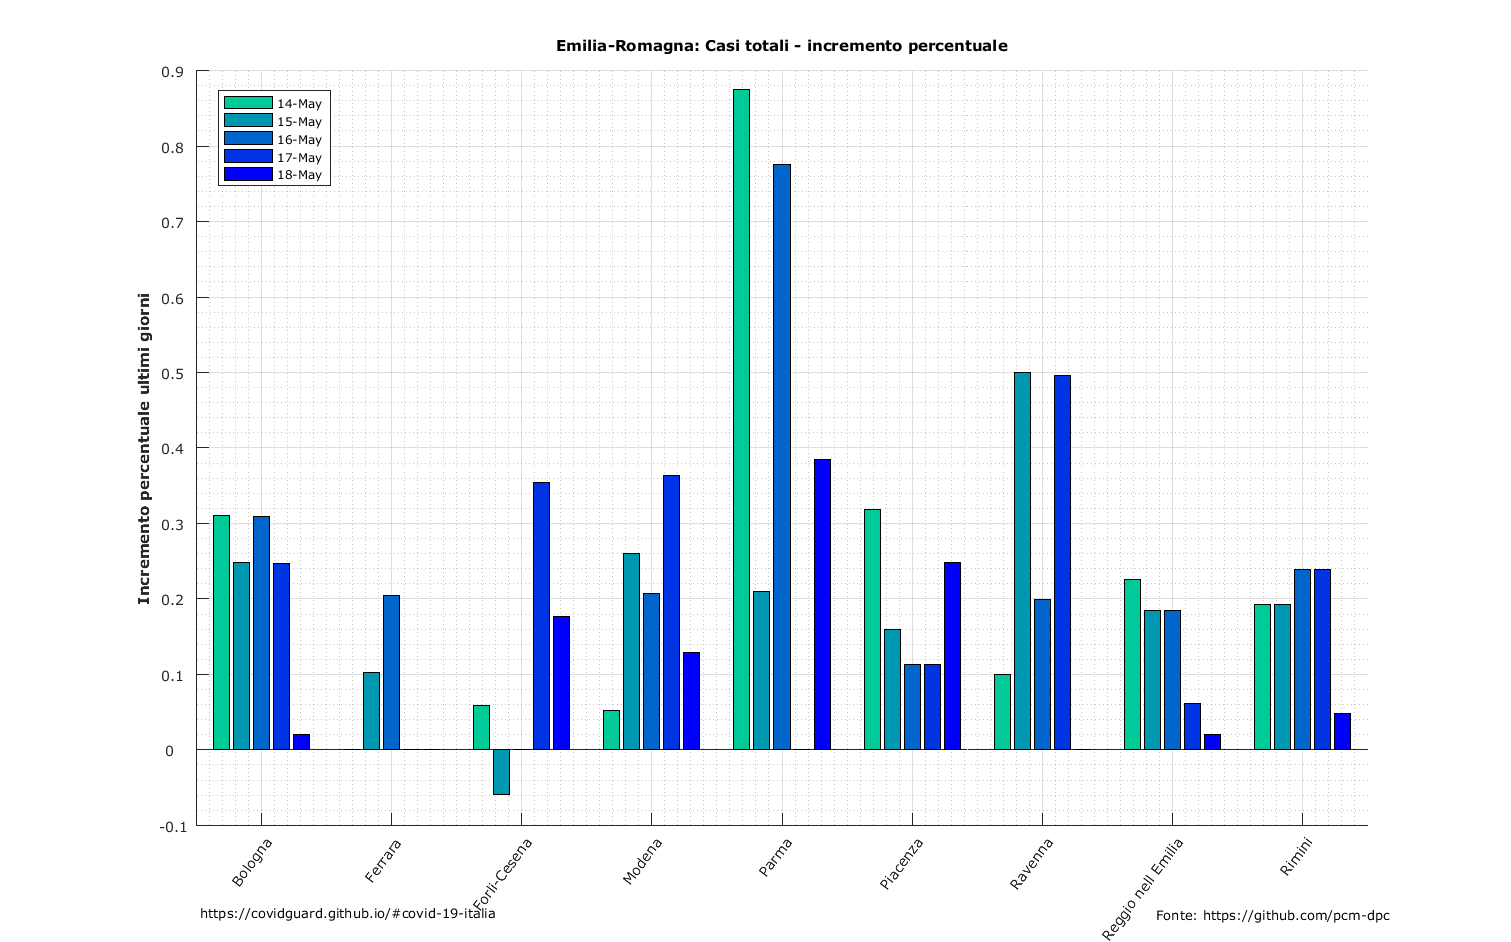 Emilia-Romagna: Casi totali - incremento percentuale
0.9
0.8
0.7
0.6
0.5
0.4
0.3
0.2
0.1
0
-0.1
Incremento percentuale ultimi giorni
14-May
15-May
16-May
17-May
18-May
Bologna
Ferrara
Forlì-Cesena
Modena
Parma
Piacenza
Ravenna
Reggio nell Emilia
Rimini
https://covidguard.github.io/#covid-19-italia
Fonte: https://github.com/pcm-dpc